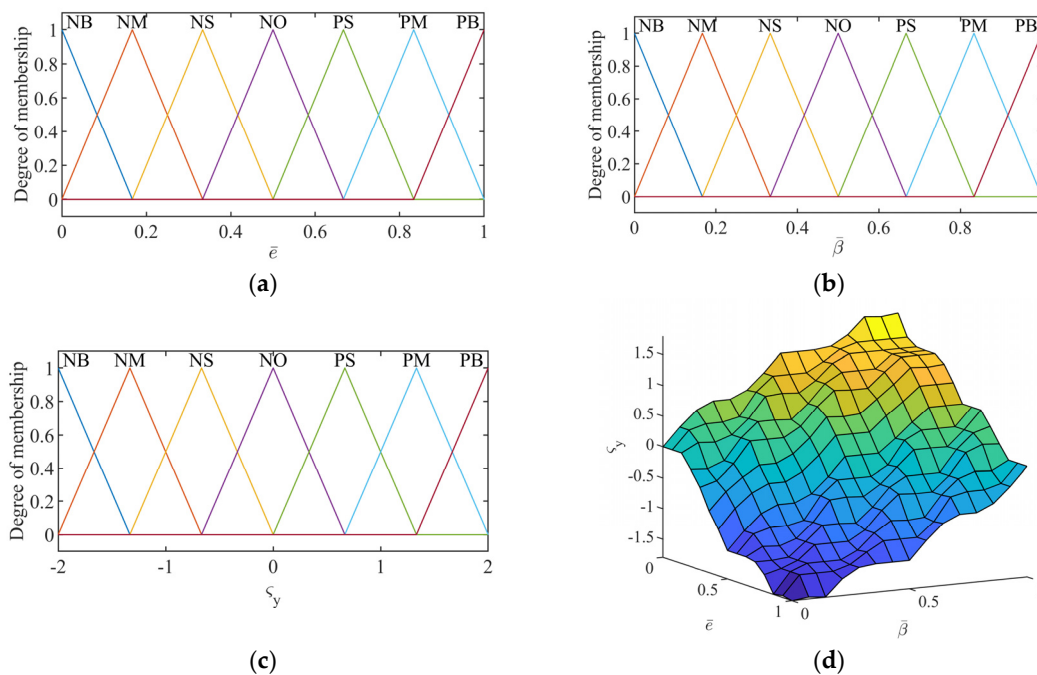 NB NM NS NO PS PM PB
1
0.8
0.6
0.4
0.2
0
Degree of membership
0 0.2 0.4 0.6 0.8 1
ē
(a)
NB NM NS NO PS PM PB
1
0.8
0.6
0.4
0.2
0
Degree of membership
0 0.2 0.4 0.6 0.8
β̄
(b)
NB NM NS NO PS PM PB
1
0.8
0.6
0.4
0.2
0
Degree of membership
-2 -1 0 1 2
ςy
(c)
1.5
1
0.5
0
-0.5
-1
-1.5
ςy
0
0.5
1
ē
0
0.5
β̄
(d)